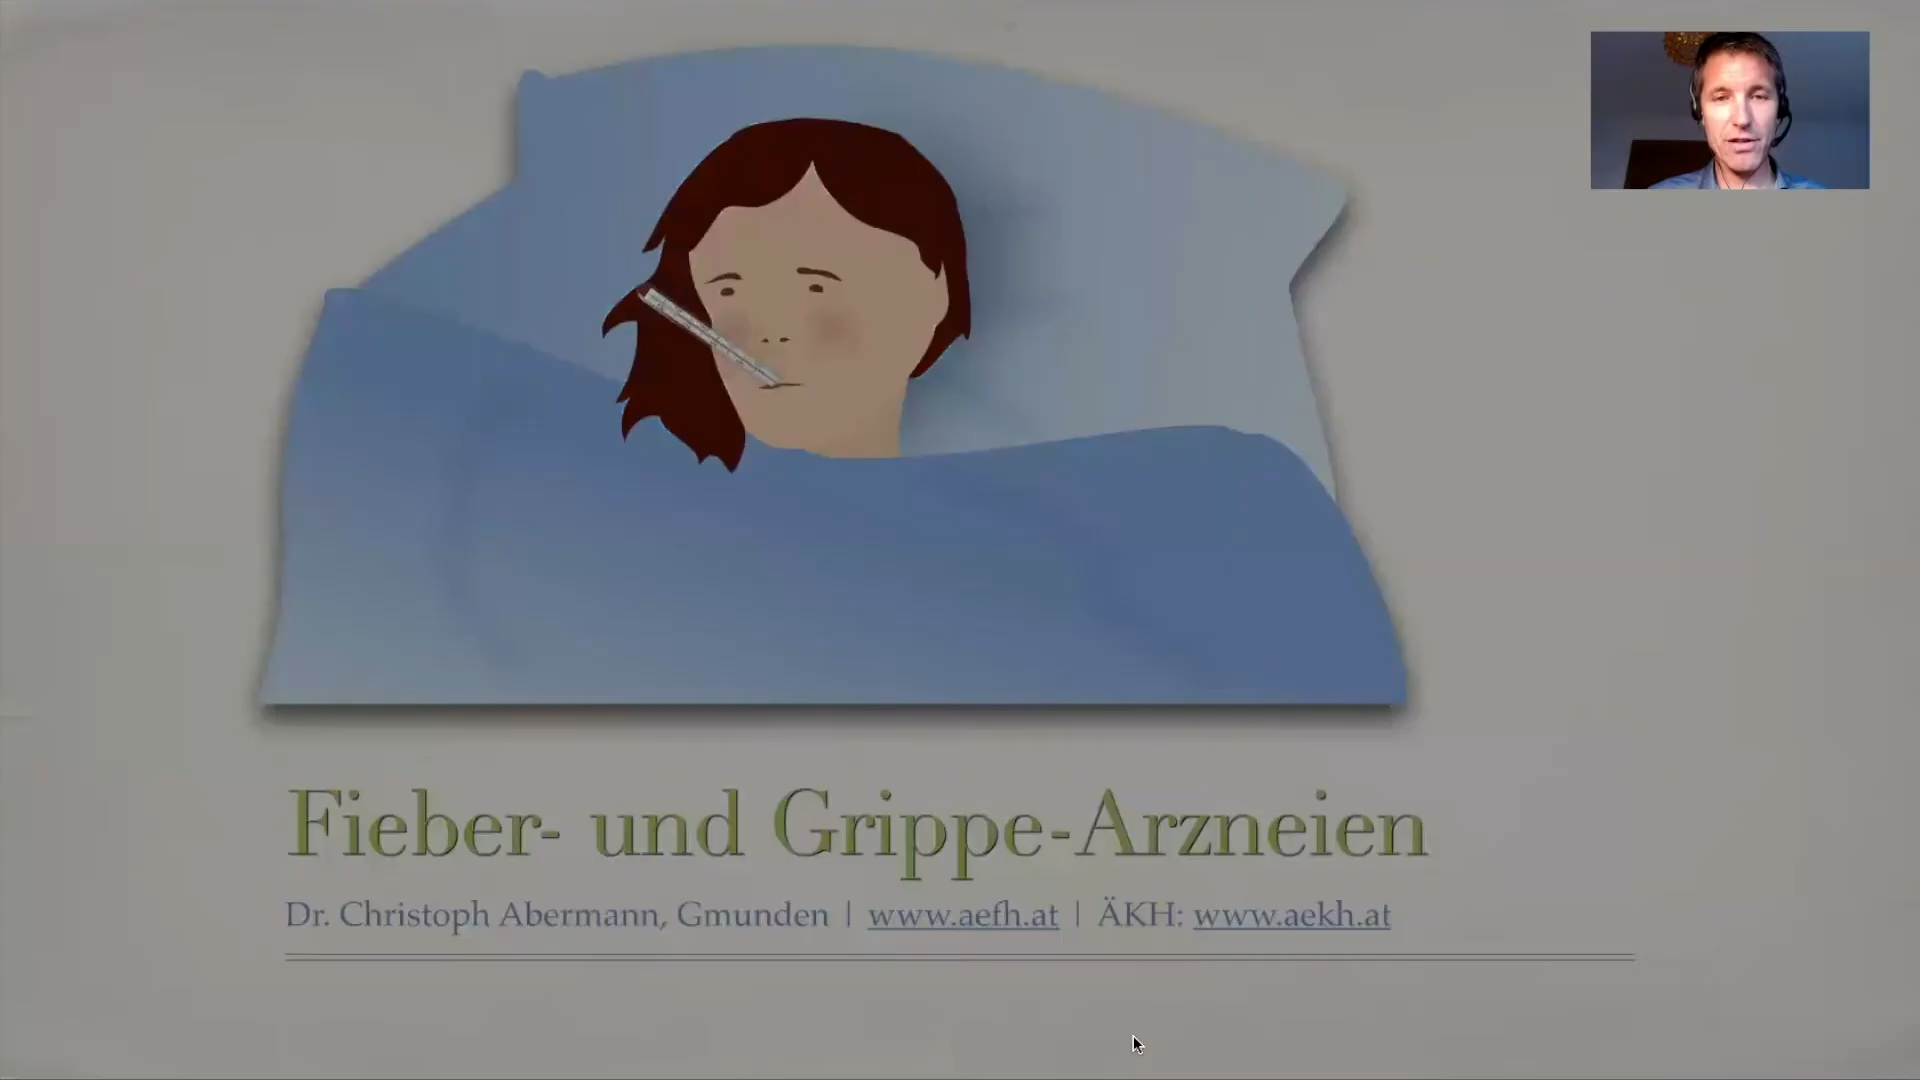 Fieber- und Grippe-Arzneien
Dr. Christoph Abermann, Gmunden | www.aefh.at | ÄKH: www.aekh.at